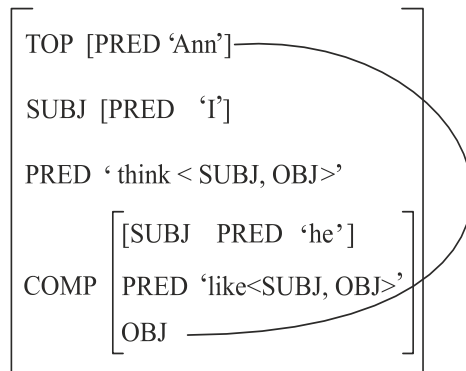 TOP [PRED ‘Ann’]
SUBJ [PRED ‘I’]
PRED ‘ think < SUBJ, OBJ>’
[SUBJ PRED ‘he’]
COMP PRED ‘like<SUBJ, OBJ>’
OBJ